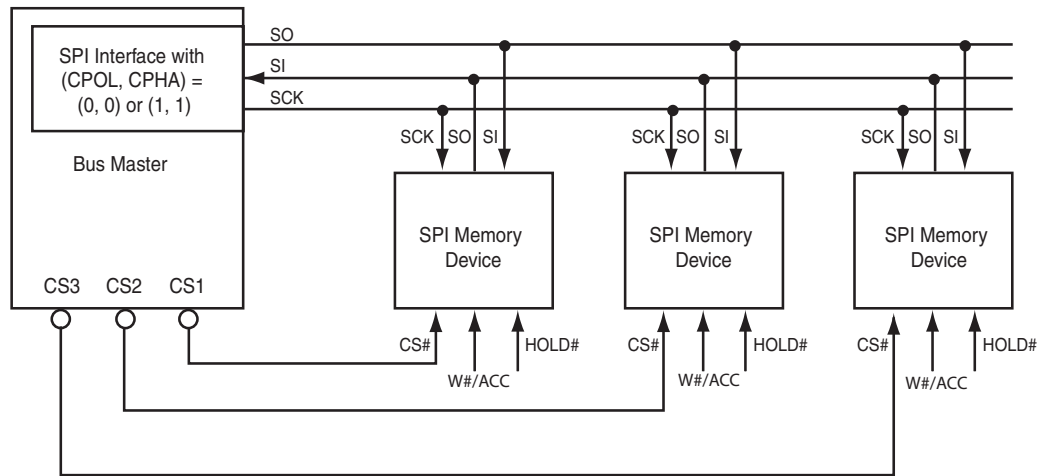 SPI Interface with
(CPOL, CPHA) =
(0, 0) or (1, 1)
Bus Master
SO
SI
SCK
SCK SO SI
SCK SO SI
SCK SO SI
SPI Memory
Device
SPI Memory
Device
SPI Memory
Device
CS3 CS2 CS1
CS#
W#/ACC
HOLD#
CS#
W#/ACC
HOLD#
CS#
W#/ACC
HOLD#